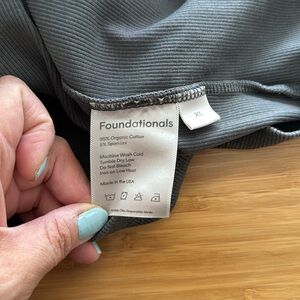 Foundationals
95% Organic Cotton
5% Spandex
Machine Wash Cold
Tumble Dry Low
Do Not Bleach
Iron on Low Heat
Made in the USA
XL